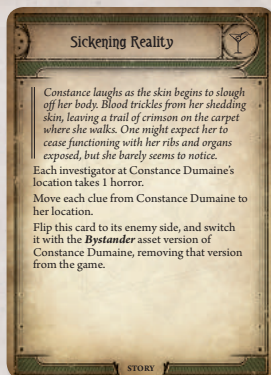 Sickening Reality
Constance laughs as the skin begins to slough
off her body. Blood trickles from her shedding
skin, leaving a trail of crimson on the carpet
where she walks. One might expect her to
cease functioning with her ribs and organs
exposed, but she barely seems to notice.
Each investigator at Constance Dumaine's
location takes 1 horror.
Move each clue from Constance Dumaine to
her location.
Flip this card to its enemy side, and switch
it with the Bystander asset version of
Constance Dumaine, removing that version
from the game.
STORY